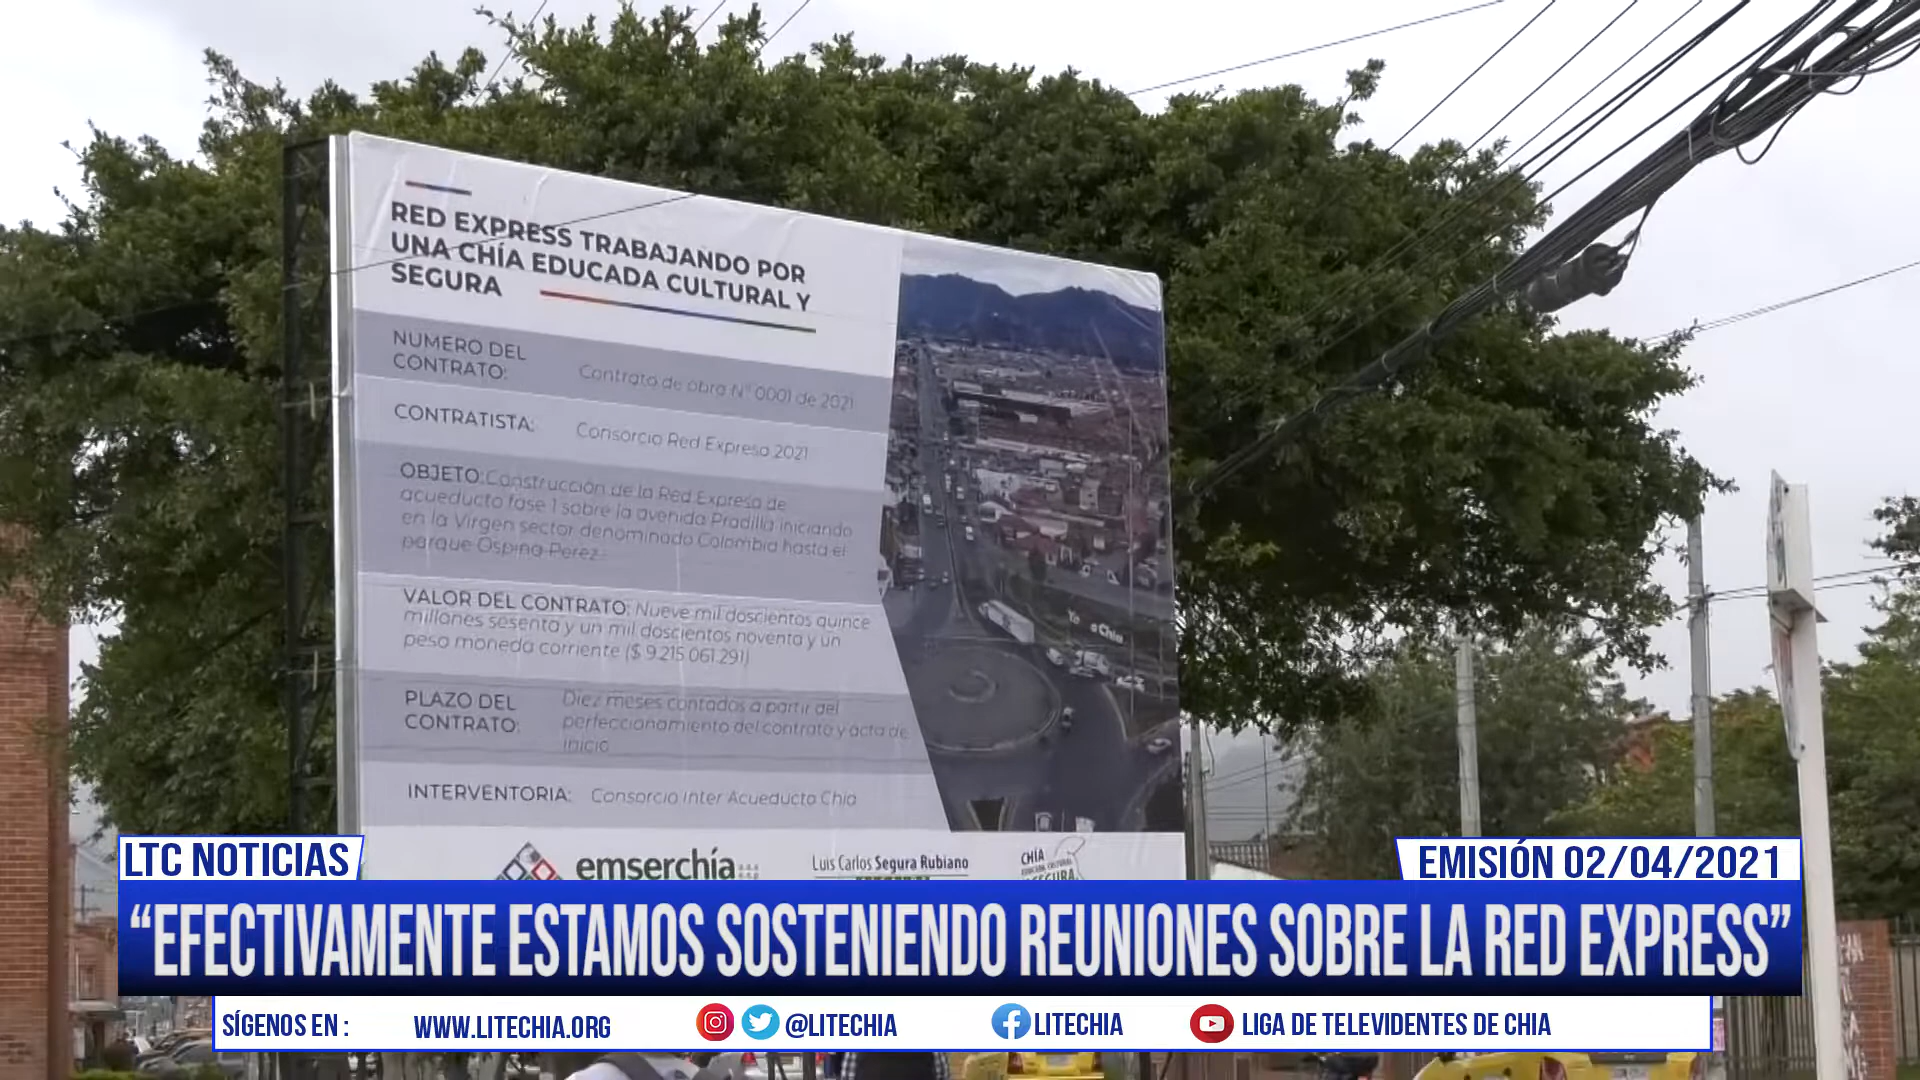 RED EXPRESS TRABAJANDO POR
UNA CHÍA EDUCADA CULTURAL Y
SEGURA
NUMERO DEL
CONTRATO:
Contrato de obra N° 0001 de 2021
CONTRATISTA:
Consorcio Red Expresa 2021
OBJETO: Construcción de la Red Expresa de
acueducto fase 1 sobre la avenida Pradilla iniciando
en la Virgen sector denominado Colombia hasta el
parque Ospina Perez
VALOR DEL CONTRATO: Nueve mil doscientos quince
millones sesenta y un mil doscientos noventa y un
peso moneda corriente ($ 9.215.061.291)
PLAZO DEL
CONTRATO:
Diez meses contados a partir del
perfeccionamiento del contrato y acta de
inicio
INTERVENTORIA:
Consorcio Inter Acueducto Chia
emserchía
Luis Carlos Segura Rubiano
CHÍA
EDUCADA, CULTURAL
SEGURA
LTC NOTICIAS
EMISIÓN 02/04/2021
“EFECTIVAMENTE ESTAMOS SOSTENIENDO REUNIONES SOBRE LA RED EXPRESS”
SÍGENOS EN :
WWW.LITECHIA.ORG
@LITECHIA
LITECHIA
LIGA DE TELEVIDENTES DE CHIA